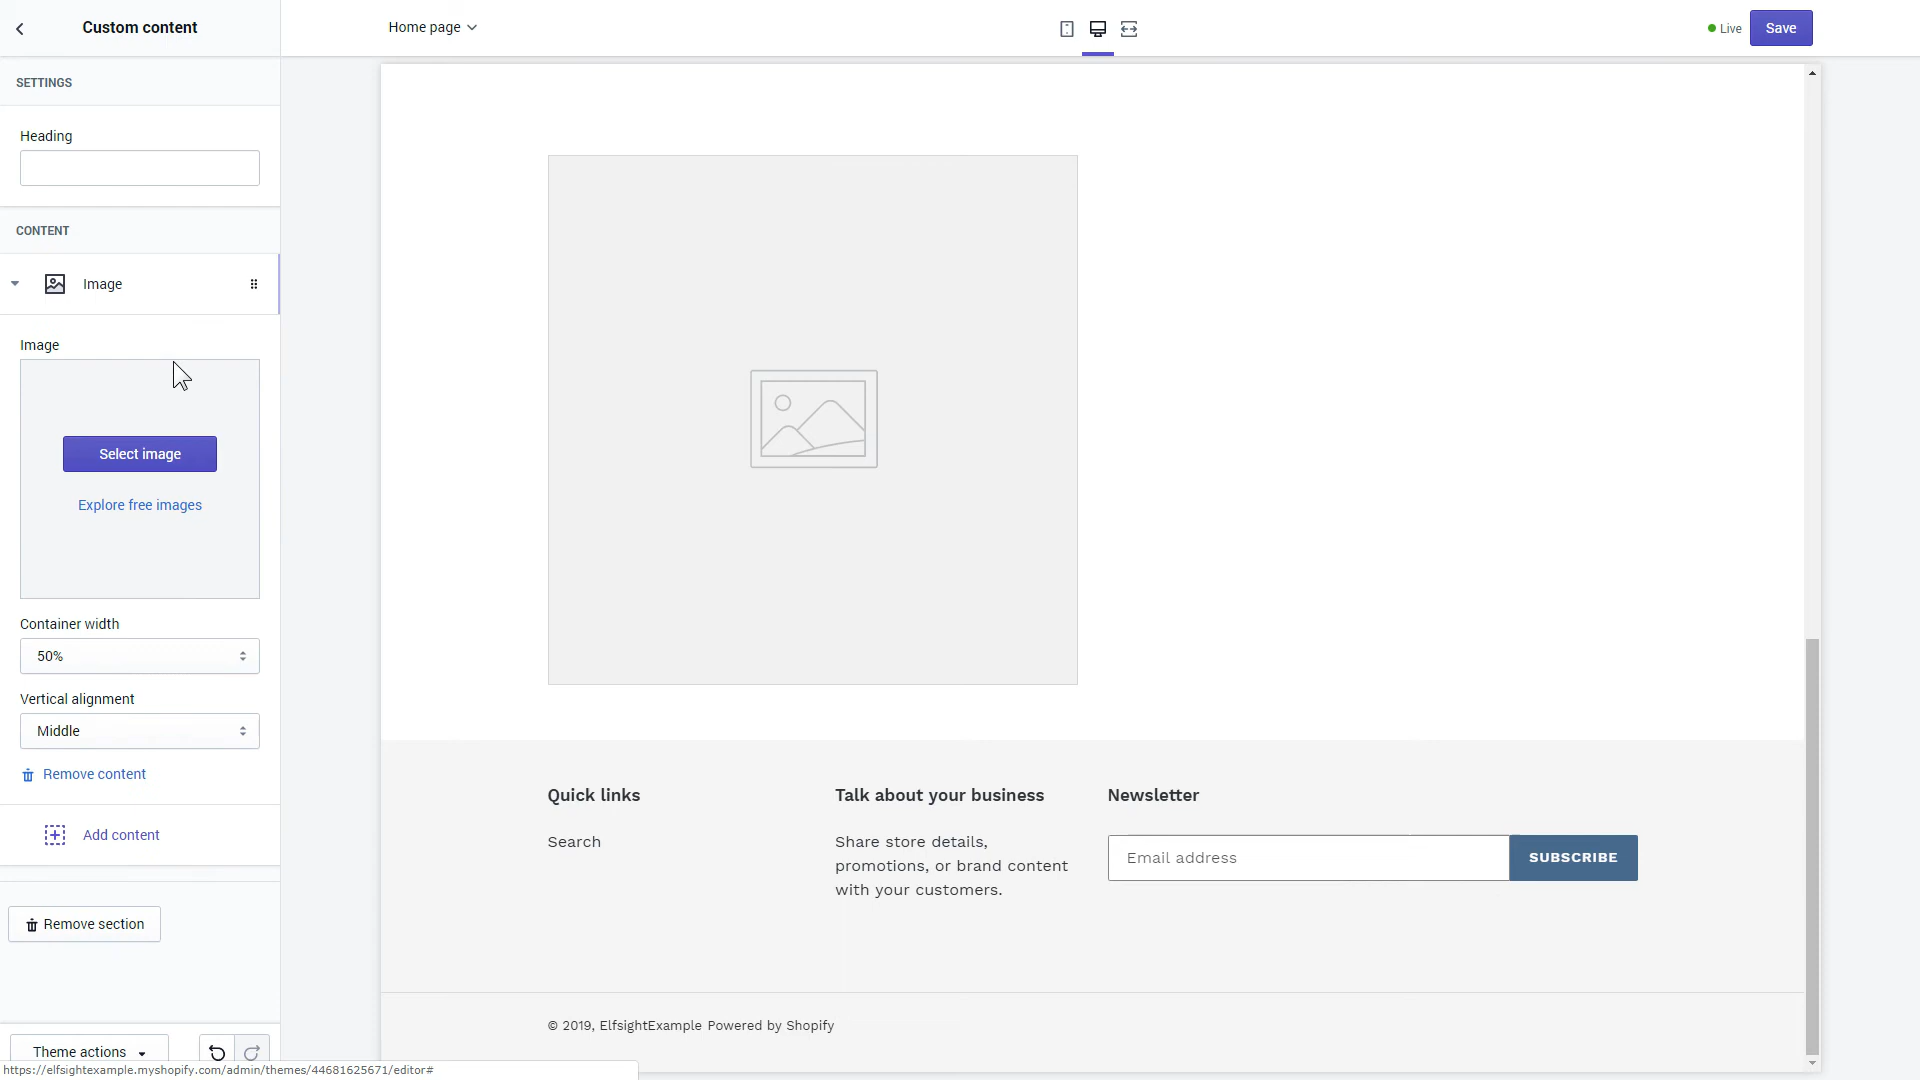 Custom content
Home page
Live
Save
SETTINGS
Heading
CONTENT
Image
Image
Select image
Explore free images
Container width
50%
Vertical alignment
Middle
Remove content
Add content
Remove section
Theme actions
https://elfsightexample.myshopify.com/admin/themes/44681625671/editor#
Quick links
Search
Talk about your business
Share store details,
promotions, or brand content
with your customers.
Newsletter
Email address
SUBSCRIBE
© 2019, ElfsightExample Powered by Shopify